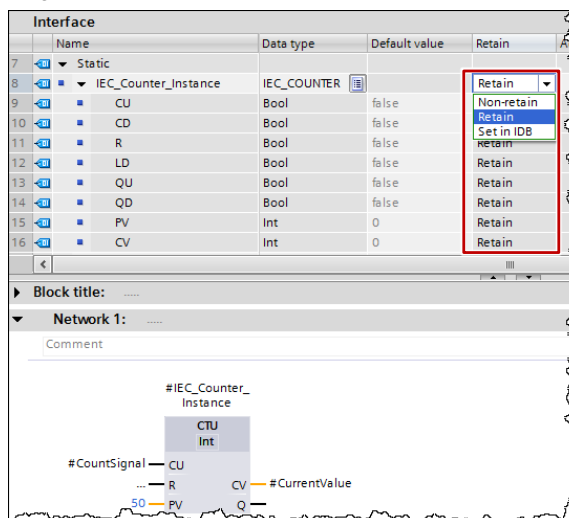 Interface
Name Data type Default value Retain
7 Static
8 IEC_Counter_Instance IEC_COUNTER Retain
Non-retain
Retain
Set in IDB
9 CU Bool false
10 CD Bool false
11 R Bool false Retain
12 LD Bool false Retain
13 QU Bool false Retain
14 QD Bool false Retain
15 PV Int 0 Retain
16 CV Int 0 Retain
Block title: .....
Network 1: .....
Comment
#IEC_Counter_
Instance
CTU
Int
#CountSignal CU
... R CV #CurrentValue
50 PV Q